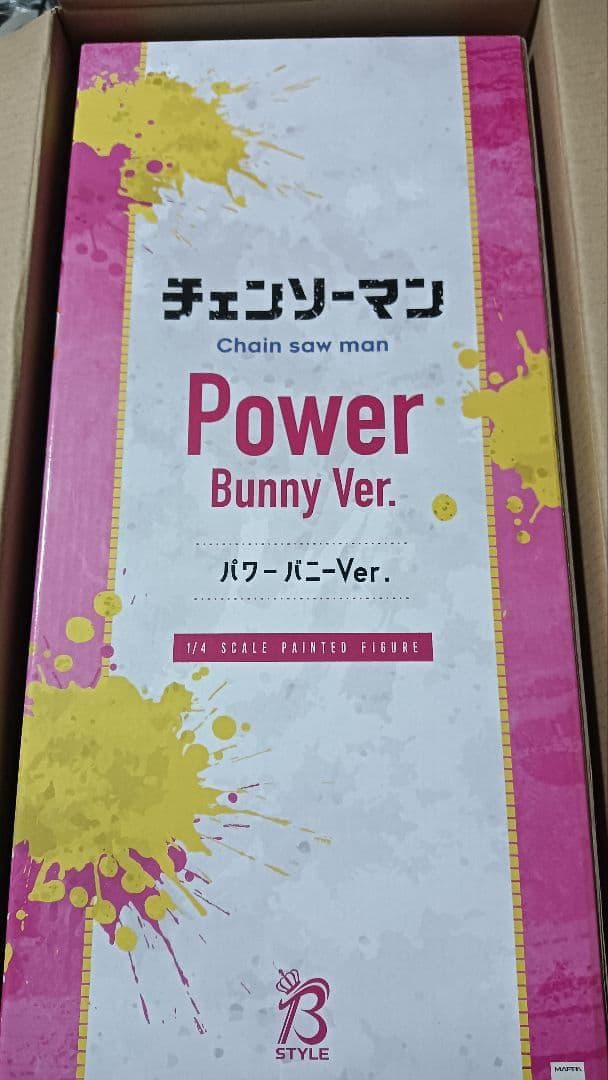 チェンソーマン
Chain saw man
Power
Bunny Ver.
パワー バニーVer.
1/4 SCALE PAINTED FIGURE
B
STYLE
MAPPA